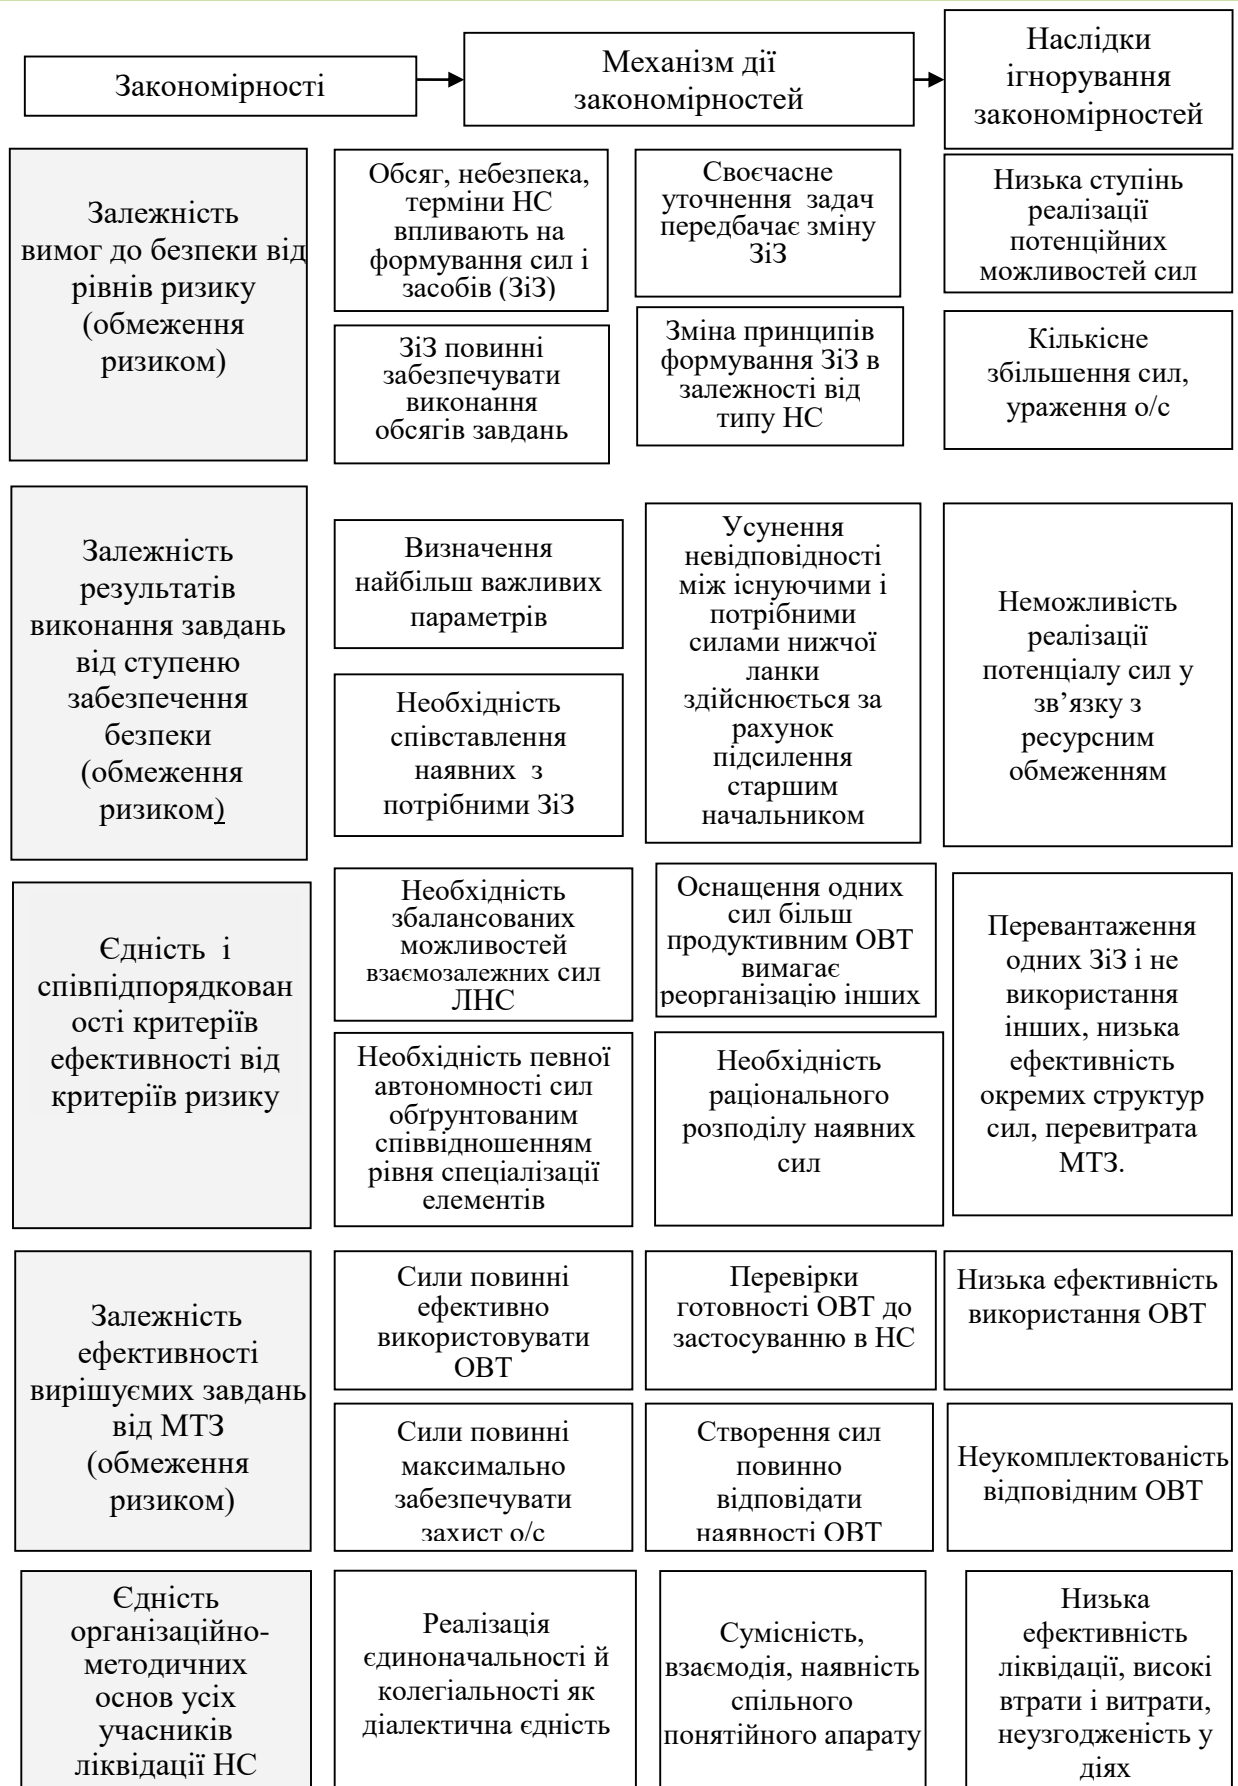 Закономірності
Механізм дії
закономірностей
Наслідки
ігнорування
закономірностей
Залежність
вимог до безпеки від
рівнів ризику
(обмеження
ризиком)
Обсяг, небезпека,
терміни НС
впливають на
формування сил і
засобів (ЗіЗ)
Своєчасне
уточнення задач
передбачає зміну
ЗіЗ
Низька ступінь
реалізації
потенційних
можливостей сил
ЗіЗ повинні
забезпечувати
виконання
обсягів завдань
Зміна принципів
формування ЗіЗ в
залежності від
типу НС
Кількісне
збільшення сил,
ураження о/с
Залежність
результатів
виконання завдань
від ступеню
забезпечення
безпеки
(обмеження
ризиком)
Визначення
найбільш важливих
параметрів
Необхідність
співставлення
наявних з
потрібними ЗіЗ
Усунення
невідповідності
між існуючими і
потрібними
силами нижчої
ланки
здійснюється за
рахунок
підсилення
старшим
начальником
Неможливість
реалізації
потенціалу сил у
зв’язку з
ресурсним
обмеженням
Єдність і
співпідпорядкован
ості критеріїв
ефективності від
критеріїв ризику
Необхідність
збалансованих
можливостей
взаємозалежних сил
ЛНС
Оснащення одних
сил більш
продуктивним ОВТ
вимагає
реорганізацію інших
Перевантаження
одних ЗіЗ і не
використання
інших, низька
ефективність
окремих структур
сил, перевитрата
МТЗ.
Необхідність певної
автономності сил
обґрунтованим
співвідношенням
рівня спеціалізації
елементів
Необхідність
раціонального
розподілу наявних
сил
Залежність
ефективності
вирішуємих завдань
від МТЗ
(обмеження
ризиком)
Сили повинні
ефективно
використовувати
ОВТ
Перевірки
готовності ОВТ до
застосуванню в НС
Низька ефективність
використання ОВТ
Сили повинні
максимально
забезпечувати
захист о/с
Створення сил
повинно
відповідати
наявності ОВТ
Неукомплектованість
відповідним ОВТ
Єдність
організаційно-
методичних
основ усіх
учасників
ліквідації НС
Реалізація
єдиноначальності й
колегіальності як
діалектична єдність
Сумісність,
взаємодія, наявність
спільного
понятійного апарату
Низька
ефективність
ліквідації, високі
втрати і витрати,
неузгодженість у
діях